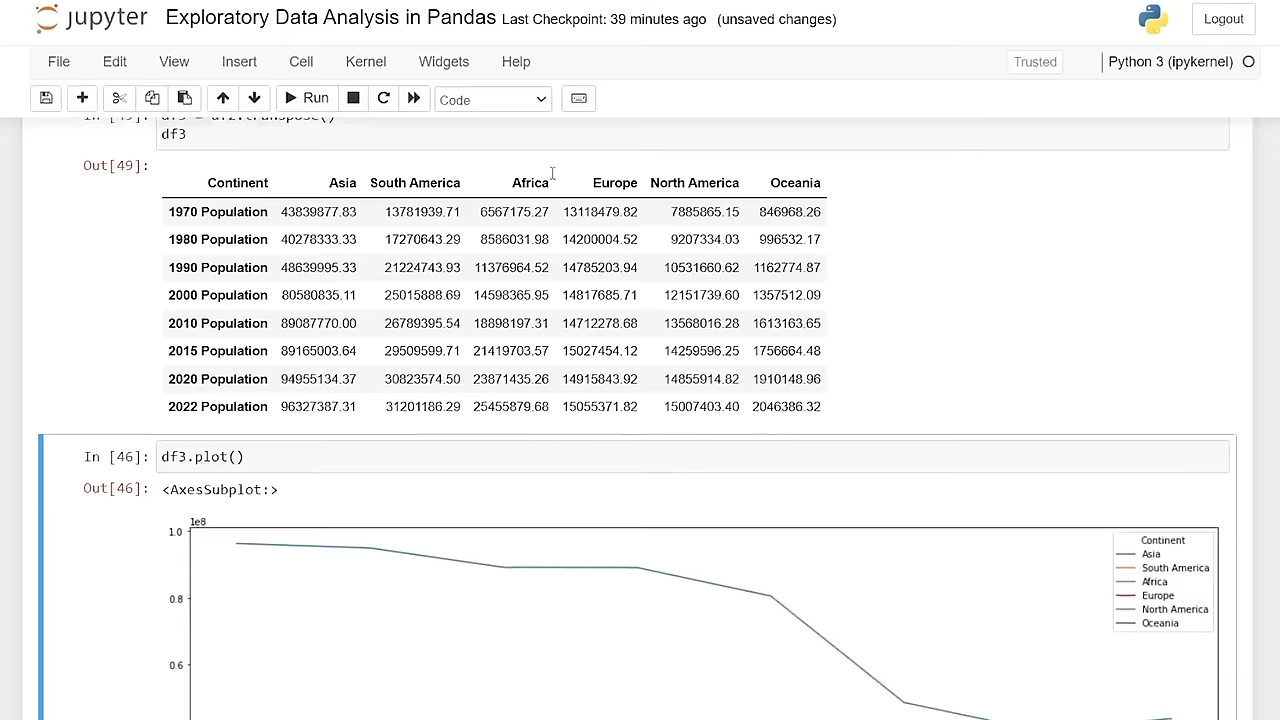 jupyter Exploratory Data Analysis in Pandas Last Checkpoint: 39 minutes ago (unsaved changes) Logout
File Edit View Insert Cell Kernel Widgets Help Trusted Python 3 (ipykernel)
Run Code
In [49]: df3 = df2.transpose()
df3
Out[49]:
Continent Asia South America Africa Europe North America Oceania
1970 Population 43839877.83 13781939.71 6567175.27 13118479.82 7885865.15 846968.26
1980 Population 40278333.33 17270643.29 8586031.98 14200004.52 9207334.03 996532.17
1990 Population 48639995.33 21224743.93 11376964.52 14785203.94 10531660.62 1162774.87
2000 Population 80580835.11 25015888.69 14598365.95 14817685.71 12151739.60 1357512.09
2010 Population 89087770.00 26789395.54 18898197.31 14712278.68 13568016.28 1613163.65
2015 Population 89165003.64 29509599.71 21419703.57 15027454.12 14259596.25 1756664.48
2020 Population 94955134.37 30823574.50 23871435.26 14915843.92 14855914.82 1910148.96
2022 Population 96327387.31 31201186.29 25455879.68 15055371.82 15007403.40 2046386.32
In [46]: df3.plot()
Out[46]: <AxesSubplot:>
1e8
1.0
0.8
0.6
Continent
Asia
South America
Africa
Europe
North America
Oceania